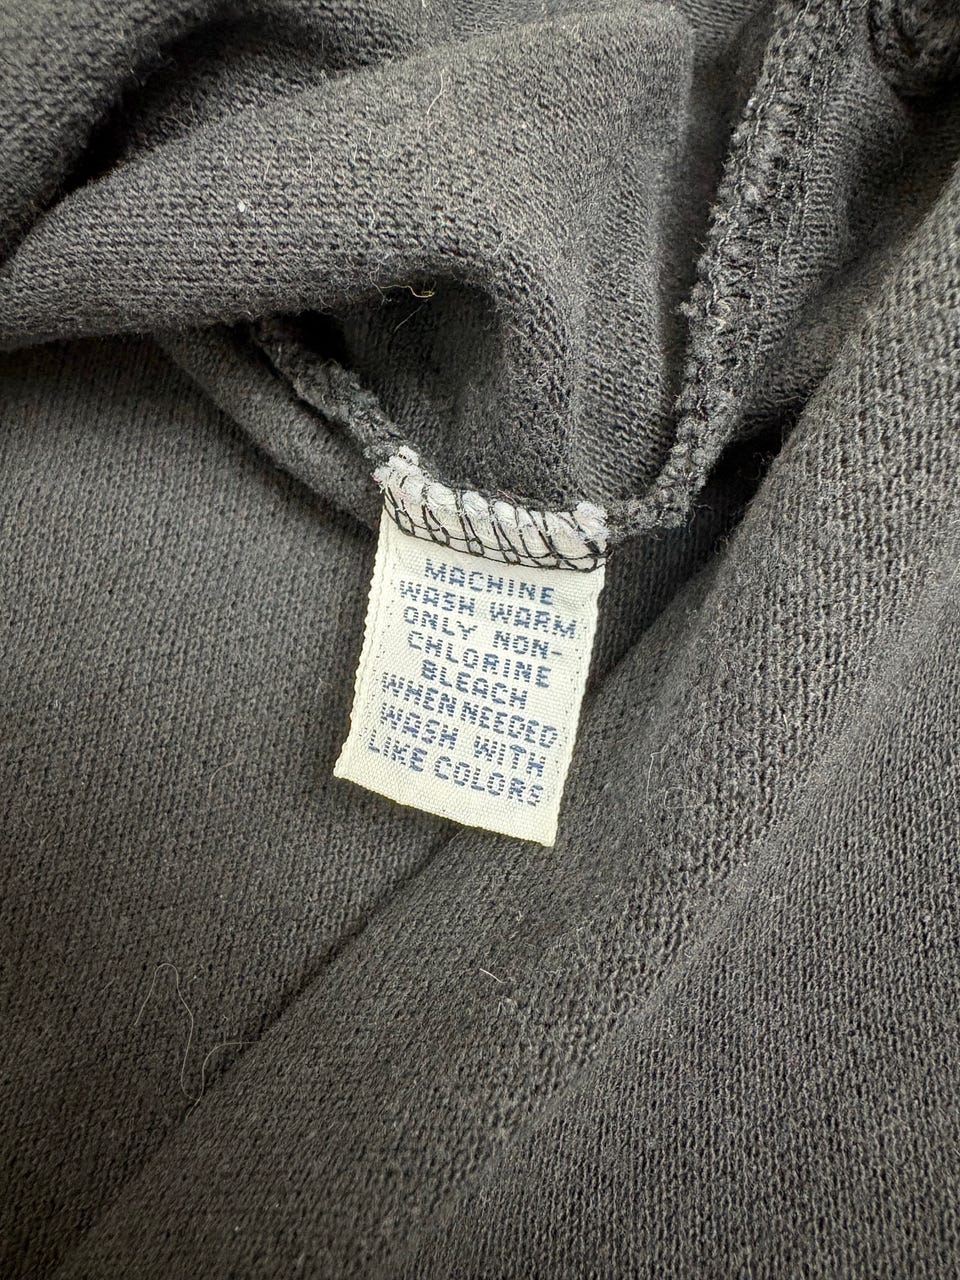 MACHINE
WASH WARM
ONLY NON-
CHLORINE
BLEACH
WHEN NEEDED
WASH WITH
LIKE COLORS